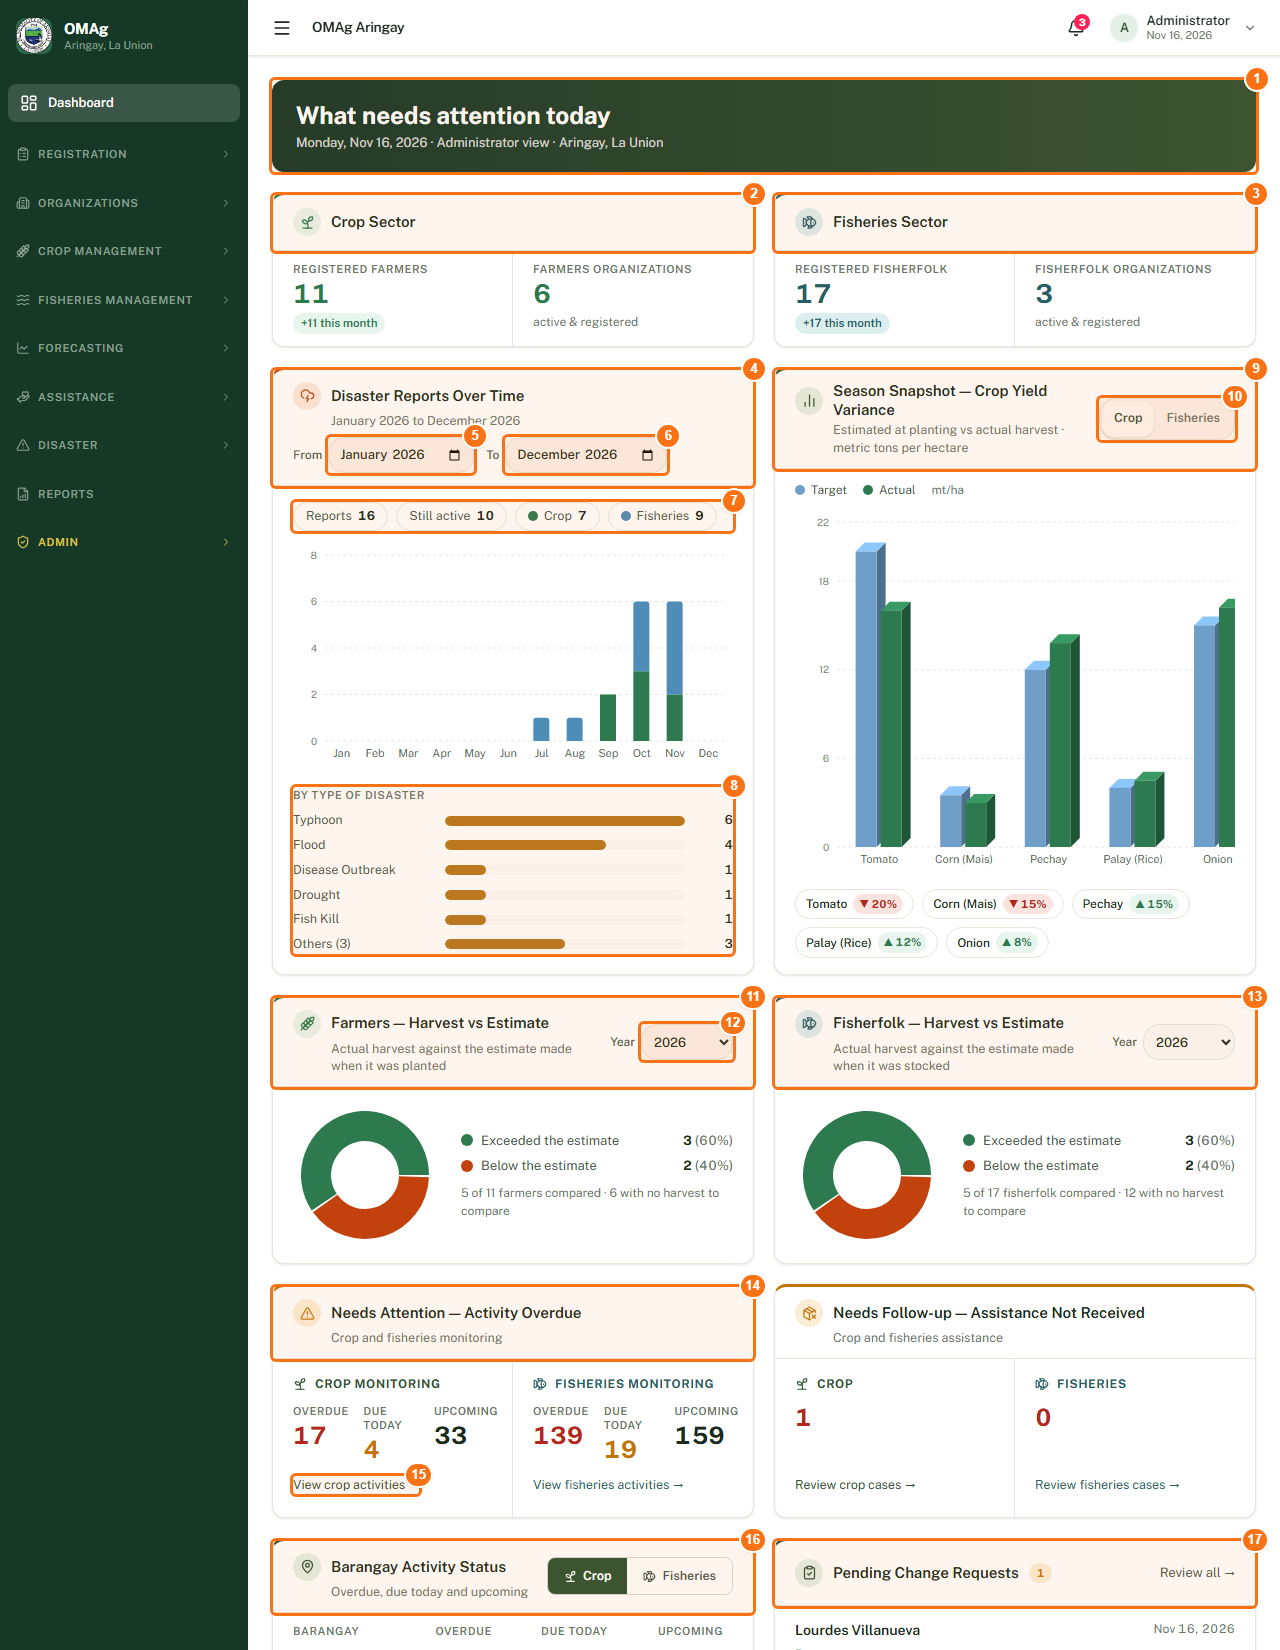 OMAg
Aringay, La Union
Dashboard
REGISTRATION
ORGANIZATIONS
CROP MANAGEMENT
FISHERIES MANAGEMENT
FORECASTING
ASSISTANCE
DISASTER
REPORTS
ADMIN
OMAg Aringay
3
A
Administrator
Nov 16, 2026
1
What needs attention today
Monday, Nov 16, 2026 · Administrator view · Aringay, La Union
2
Crop Sector
REGISTERED FARMERS
11
+11 this month
FARMERS ORGANIZATIONS
6
active & registered
3
Fisheries Sector
REGISTERED FISHERFOLK
17
+17 this month
FISHERFOLK ORGANIZATIONS
3
active & registered
4
Disaster Reports Over Time
January 2026 to December 2026
From January 2026 5 To December 2026 6
7
Reports 16 Still active 10 Crop 7 Fisheries 9
8
6
4
2
0
Jan Feb Mar Apr May Jun Jul Aug Sep Oct Nov Dec
8
BY TYPE OF DISASTER
Typhoon 6
Flood 4
Disease Outbreak 1
Drought 1
Fish Kill 1
Others (3) 3
9
Season Snapshot — Crop Yield
Variance
Estimated at planting vs actual harvest ·
metric tons per hectare
10
Crop Fisheries
Target Actual mt/ha
22
18
12
6
0
Tomato Corn (Mais) Pechay Palay (Rice) Onion
Tomato ▼20% Corn (Mais) ▼15% Pechay ▲15%
Palay (Rice) ▲12% Onion ▲8%
11
Farmers — Harvest vs Estimate
Actual harvest against the estimate made
when it was planted
12
Year 2026
Exceeded the estimate 3 (60%)
Below the estimate 2 (40%)
5 of 11 farmers compared · 6 with no harvest to
compare
13
Fisherfolk — Harvest vs Estimate
Actual harvest against the estimate made
when it was stocked
Year 2026
Exceeded the estimate 3 (60%)
Below the estimate 2 (40%)
5 of 17 fisherfolk compared · 12 with no harvest
to compare
14
Needs Attention — Activity Overdue
Crop and fisheries monitoring
CROP MONITORING
OVERDUE DUE TODAY UPCOMING
17 4 33
View crop activities
15
FISHERIES MONITORING
OVERDUE DUE TODAY UPCOMING
139 19 159
View fisheries activities →
Needs Follow-up — Assistance Not Received
Crop and fisheries assistance
CROP
1
Review crop cases →
FISHERIES
0
Review fisheries cases →
16
Barangay Activity Status
Overdue, due today and upcoming
Crop Fisheries
BARANGAY OVERDUE DUE TODAY UPCOMING
17
Pending Change Requests 1
Review all →
Lourdes Villanueva Nov 16, 2026